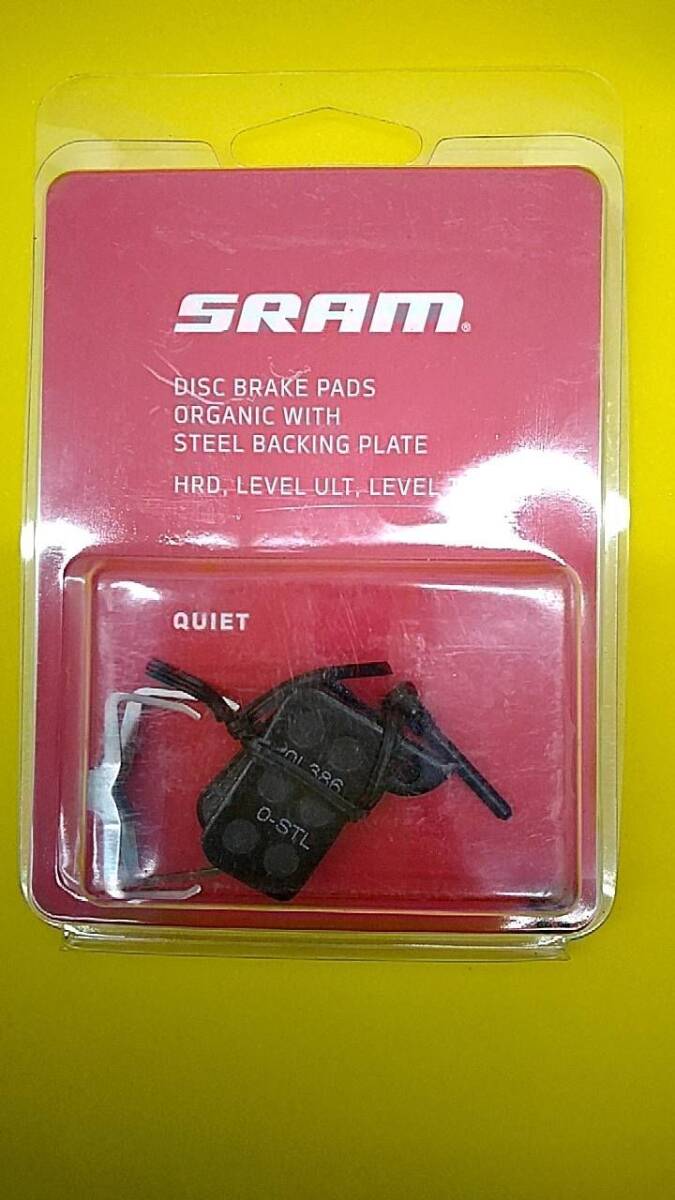 SRAM®
DISC BRAKE PADS
ORGANIC WITH
STEEL BACKING PLATE
HRD, LEVEL ULT, LEVEL
QUIET
O-STL